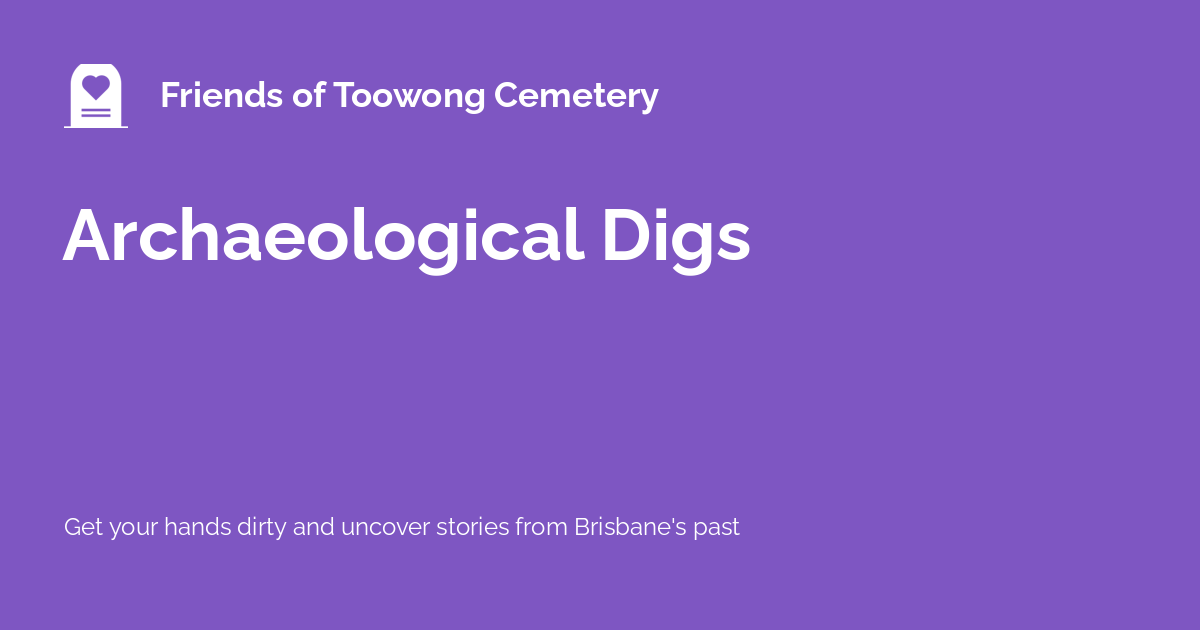 Friends of Toowong Cemetery
Archaeological Digs
Get your hands dirty and uncover stories from Brisbane's past